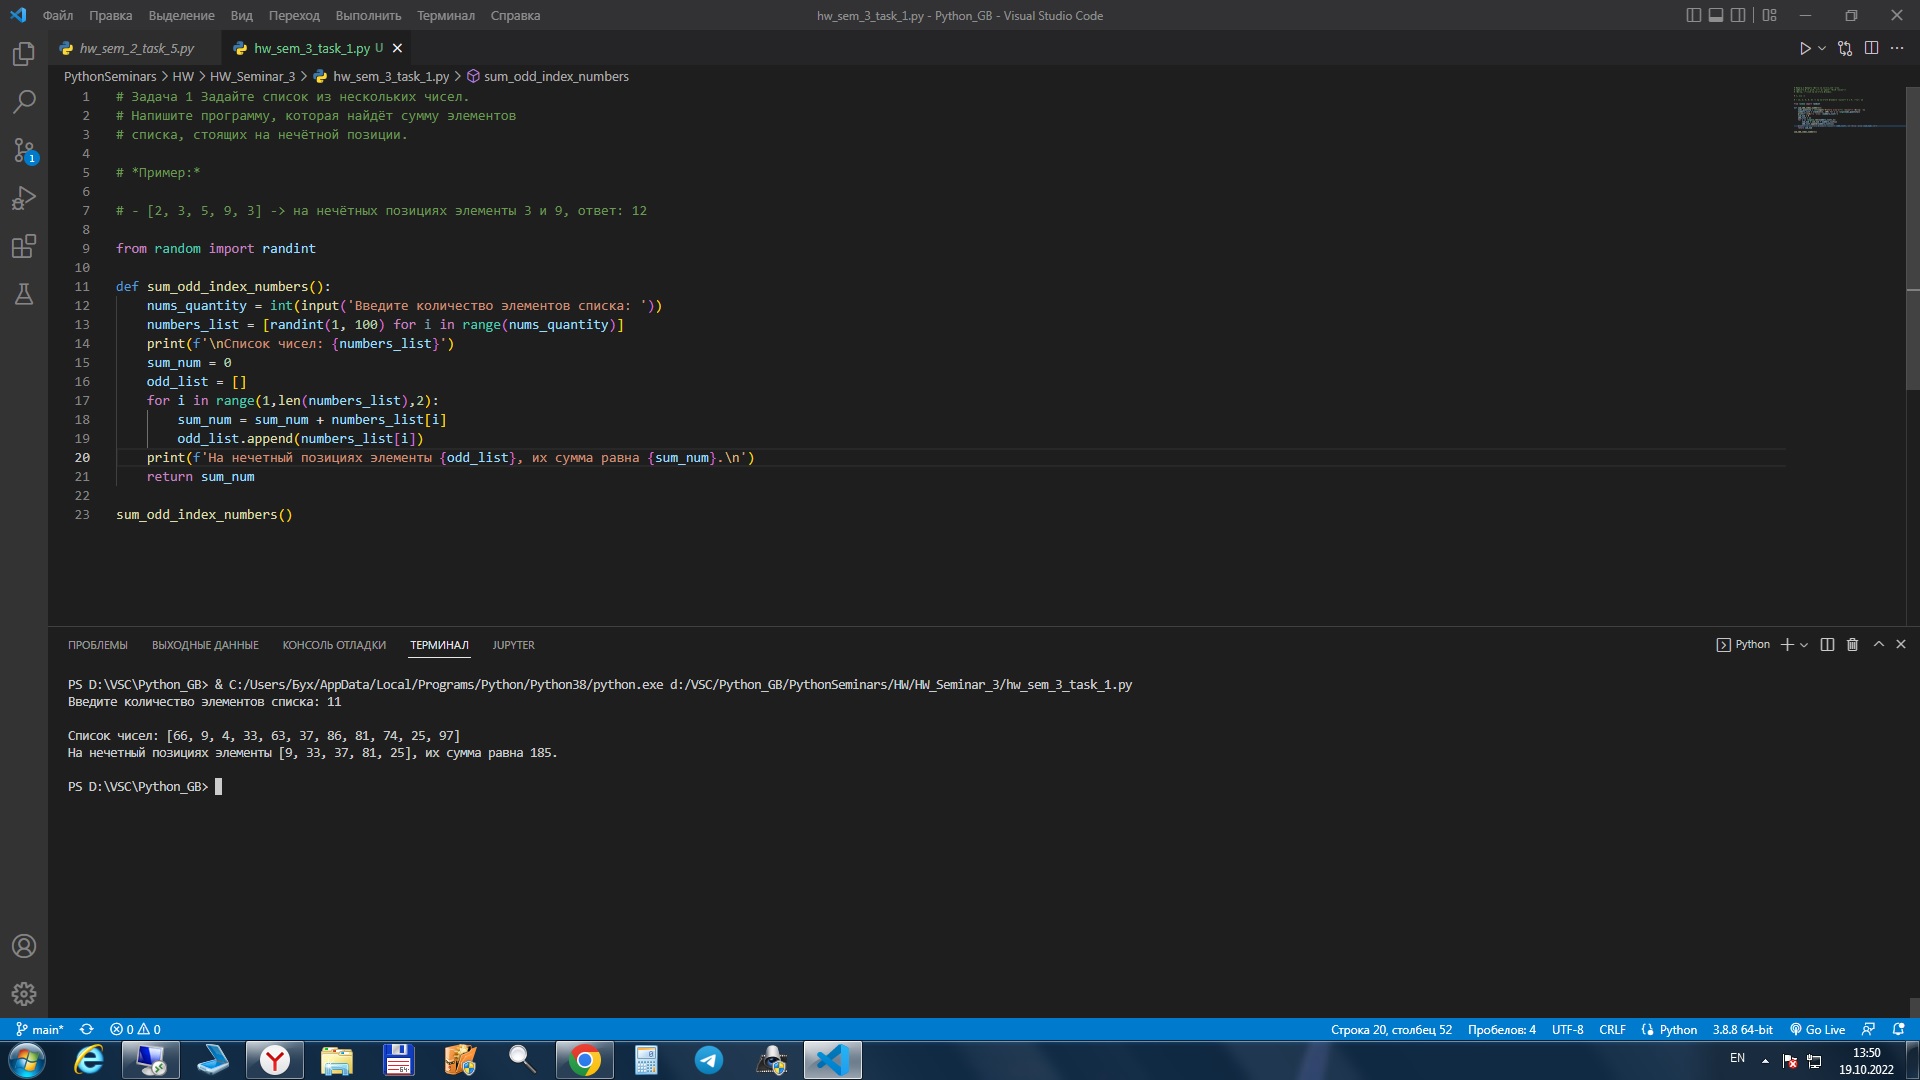 Файл Правка Выделение Вид Переход Выполнить Терминал Справка
hw_sem_3_task_1.py - Python_GB - Visual Studio Code
hw_sem_2_task_5.py
hw_sem_3_task_1.py U
PythonSeminars > HW > HW_Seminar_3 > hw_sem_3_task_1.py > sum_odd_index_numbers
1 # Задача 1 Задайте список из нескольких чисел.
2 # Напишите программу, которая найдёт сумму элементов
3 # списка, стоящих на нечётной позиции.
4
5 # *Пример:*
6
7 # - [2, 3, 5, 9, 3] -> на нечётных позициях элементы 3 и 9, ответ: 12
8
9 from random import randint
10
11 def sum_odd_index_numbers():
12     nums_quantity = int(input('Введите количество элементов списка: '))
13     numbers_list = [randint(1, 100) for i in range(nums_quantity)]
14     print(f'\nСписок чисел: {numbers_list}')
15     sum_num = 0
16     odd_list = []
17     for i in range(1,len(numbers_list),2):
18         sum_num = sum_num + numbers_list[i]
19         odd_list.append(numbers_list[i])
20     print(f'На нечетный позициях элементы {odd_list}, их сумма равна {sum_num}.\n')
21     return sum_num
22
23 sum_odd_index_numbers()
1
ПРОБЛЕМЫ ВЫХОДНЫЕ ДАННЫЕ КОНСОЛЬ ОТЛАДКИ ТЕРМИНАЛ JUPYTER
Python
PS D:\VSC\Python_GB> & C:/Users/Бух/AppData/Local/Programs/Python/Python38/python.exe d:/VSC/Python_GB/PythonSeminars/HW/HW_Seminar_3/hw_sem_3_task_1.py
Введите количество элементов списка: 11
Список чисел: [66, 9, 4, 33, 63, 37, 86, 81, 74, 25, 97]
На нечетный позициях элементы [9, 33, 37, 81, 25], их сумма равна 185.
PS D:\VSC\Python_GB>
main* 0 0
Строка 20, столбец 52 Пробелов: 4 UTF-8 CRLF Python 3.8.8 64-bit Go Live
EN
13:50
19.10.2022